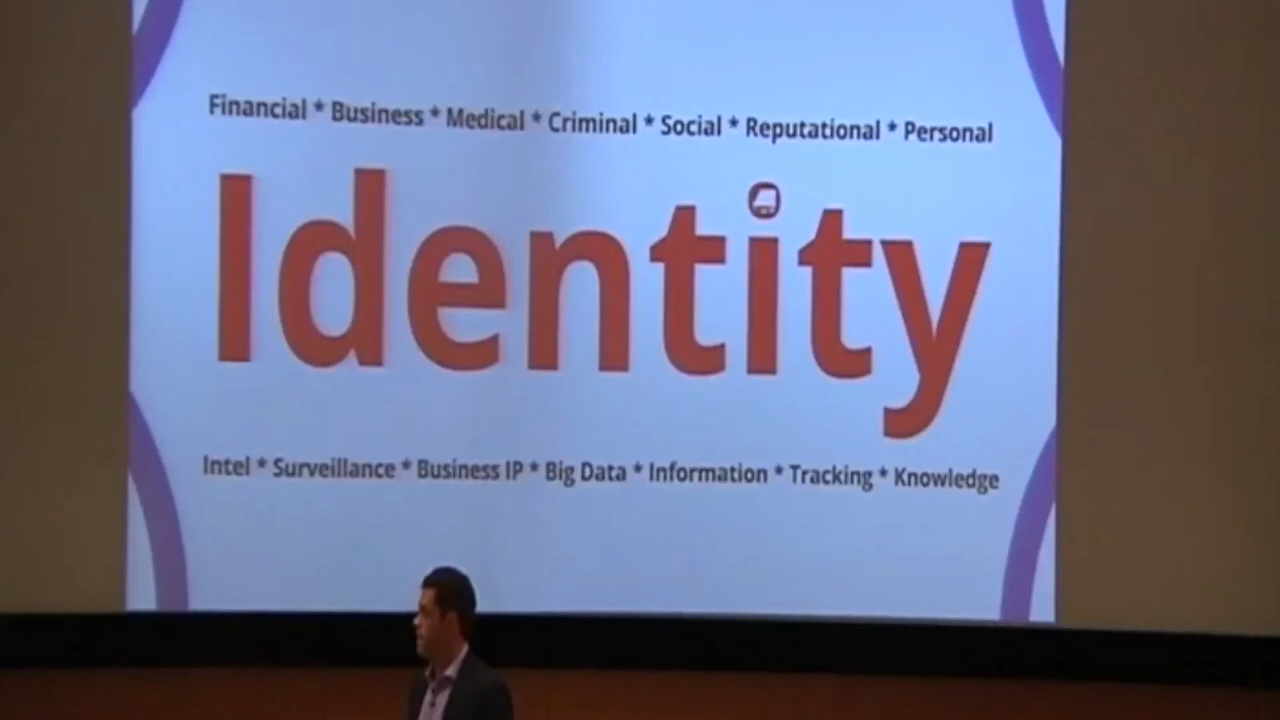 Financial * Business * Medical * Criminal * Social * Reputational * Personal
Identity
Intel * Surveillance * Business IP * Big Data * Information * Tracking * Knowledge